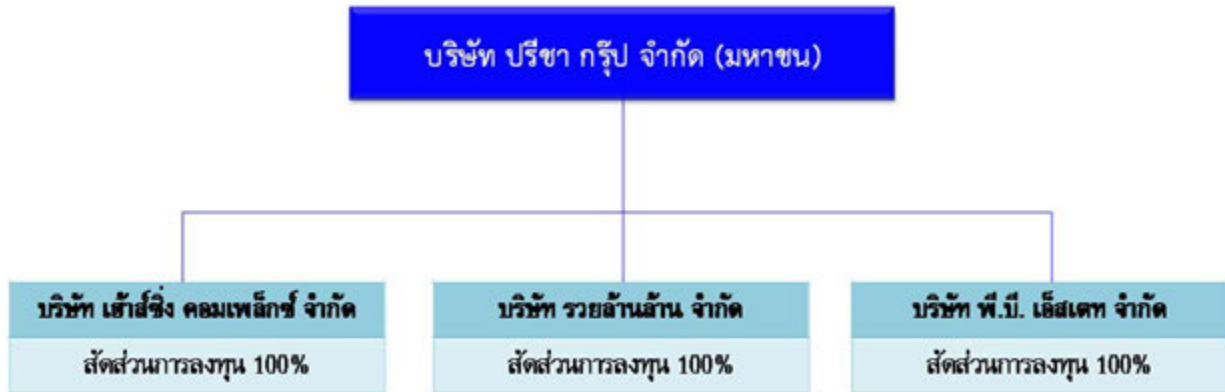 บริษัท ปรีชา กรุ๊ป จำกัด (มหาชน)
บริษัท เฮ้าส์ซิ่ง คอมเพล็กซ์ จำกัด
สัดส่วนการลงทุน 100%
บริษัท รวยล้านล้าน จำกัด
สัดส่วนการลงทุน 100%
บริษัท พี.บี. เอ็สเตท จำกัด
สัดส่วนการลงทุน 100%